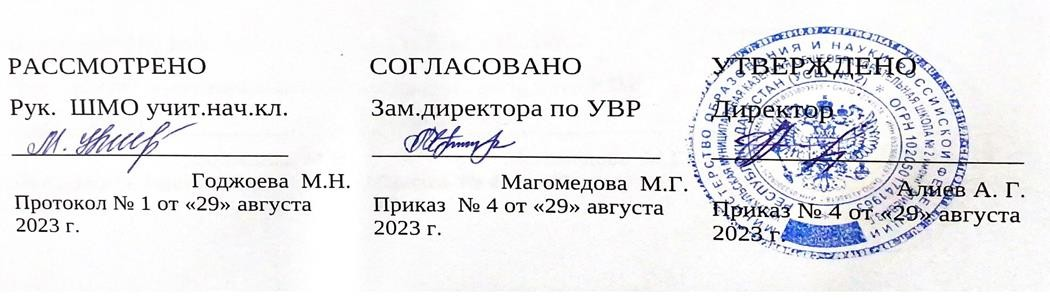 РАССМОТРЕНО
Рук. ШМО учит.нач.кл.
Годжоева М.Н.
Протокол № 1 от «29» августа
2023 г.
СОГЛАСОВАНО
Зам.директора по УВР
Магомедова М.Г.
Приказ № 4 от «29» августа
2023 г.
УТВЕРЖДЕНО
Директор
Алиев А. Г.
Приказ № 4 от «29» августа
2023 г.